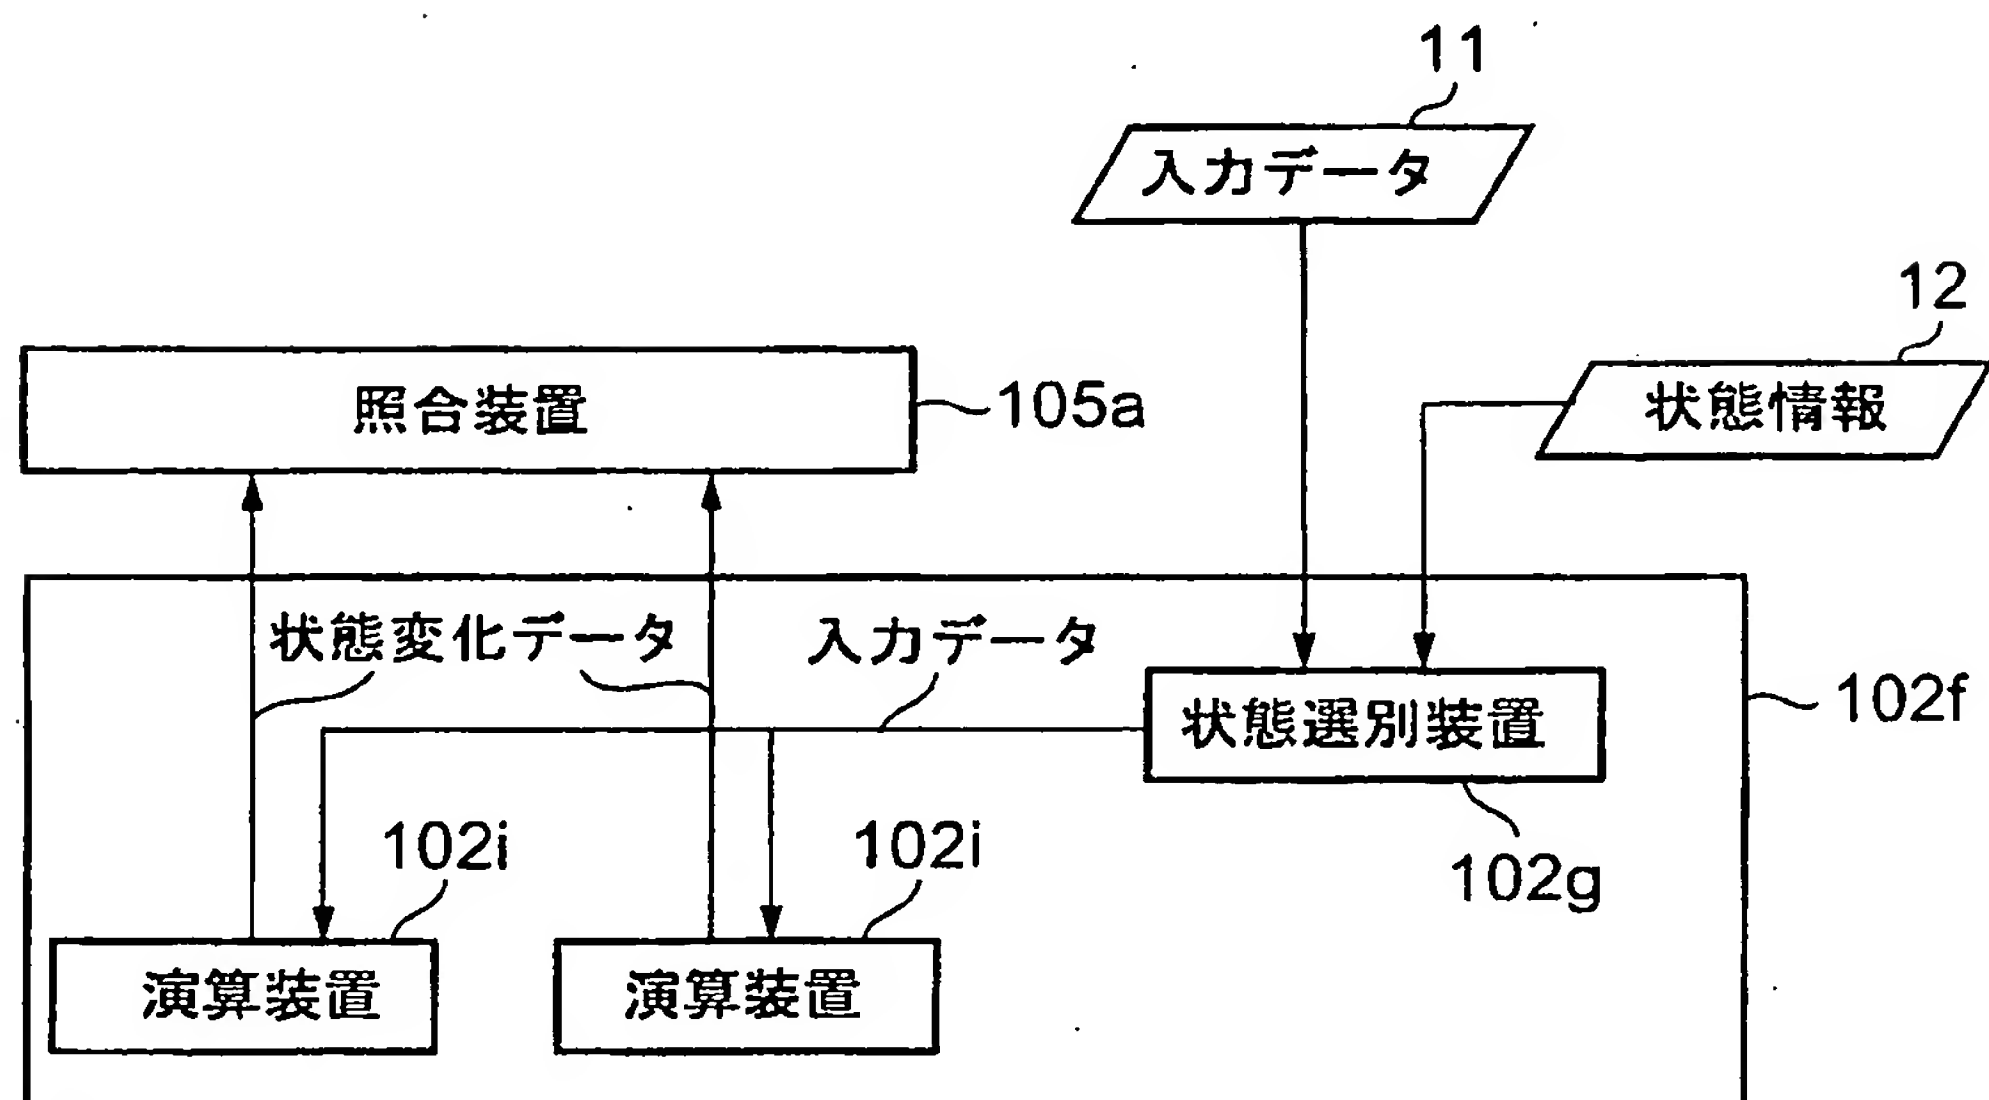 11
入力データ
12
状態情報
照合装置
105a
状態変化データ
入力データ
状態選別装置
102f
102g
102i
102i
演算装置
演算装置